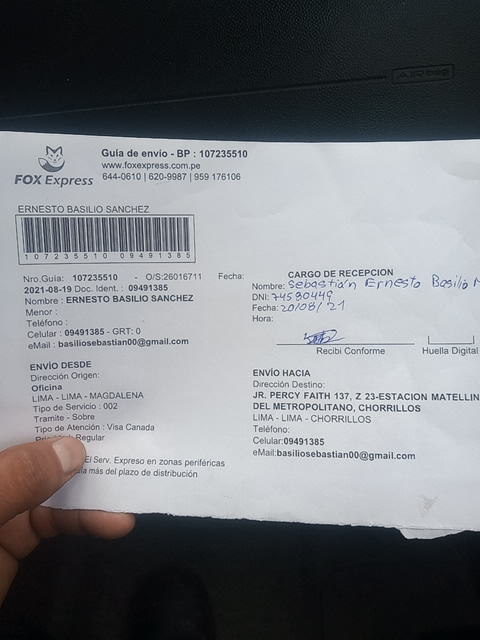 AIRBAG
FOX Express
Guía de envío - BP : 107235510
www.foxexpress.com.pe
644-0610 | 620-9987 | 959 176106
ERNESTO BASILIO SANCHEZ
107235510 09491385
Nro.Guía: 107235510 - O/S:26016711 Fecha:
2021-08-19 Doc. Ident. : 09491385
Nombre : ERNESTO BASILIO SANCHEZ
Menor :
Teléfono :
Celular : 09491385 - GRT: 0
eMail : basiliosebastian00@gmail.com
ENVÍO DESDE
Dirección Origen:
Oficina
LIMA - LIMA - MAGDALENA
Tipo de Servicio : 002
Tramite - Sobre
Tipo de Atención : Visa Canada
Regular
El Serv. Expreso en zonas periféricas
más del plazo de distribución
CARGO DE RECEPCION
Nombre: Sebastián Ernesto Basilio M
DNI: 74580449
Fecha: 20/08/21
Hora:
Recibi Conforme Huella Digital
ENVÍO HACIA
Dirección Destino:
JR. PERCY FAITH 137, Z 23-ESTACION MATELLIN
DEL METROPOLITANO, CHORRILLOS
LIMA - LIMA - CHORRILLOS
Teléfono:
Celular:09491385
eMail:basiliosebastian00@gmail.com